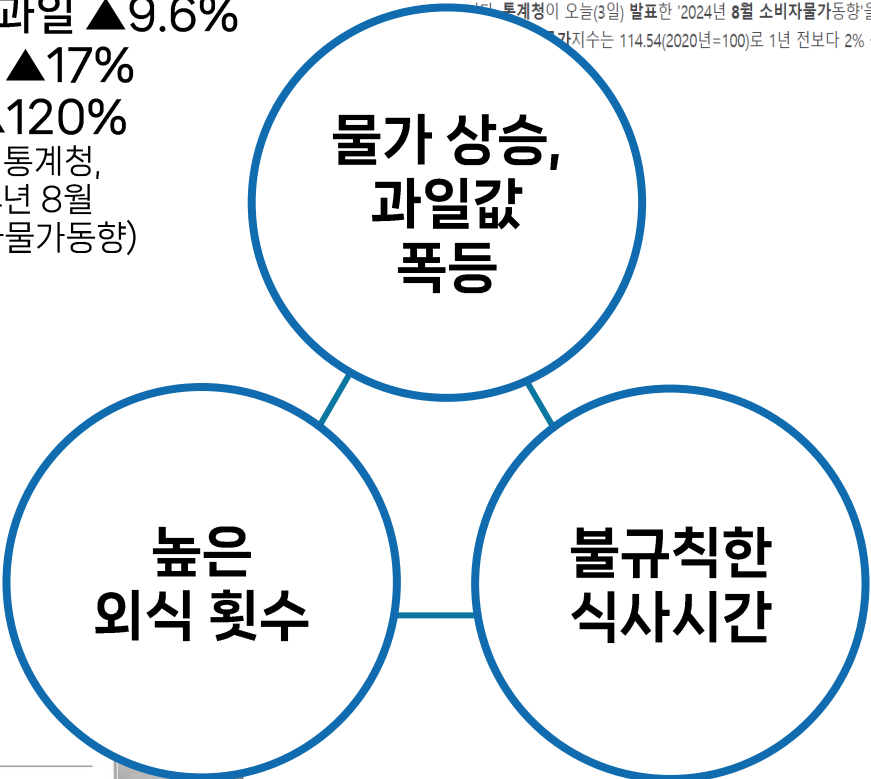 과일 ▲9.6%
▲17%
▲120%
통계청,
년 8월
물가동향)
통계청이 오늘(3일) 발표한 '2024년 8월 소비자물가동향'을
가지수는 114.54(2020년=100)로 1년 전보다 2%
물가 상승,
과일값
폭등
높은
외식 횟수
불규칙한
식사시간